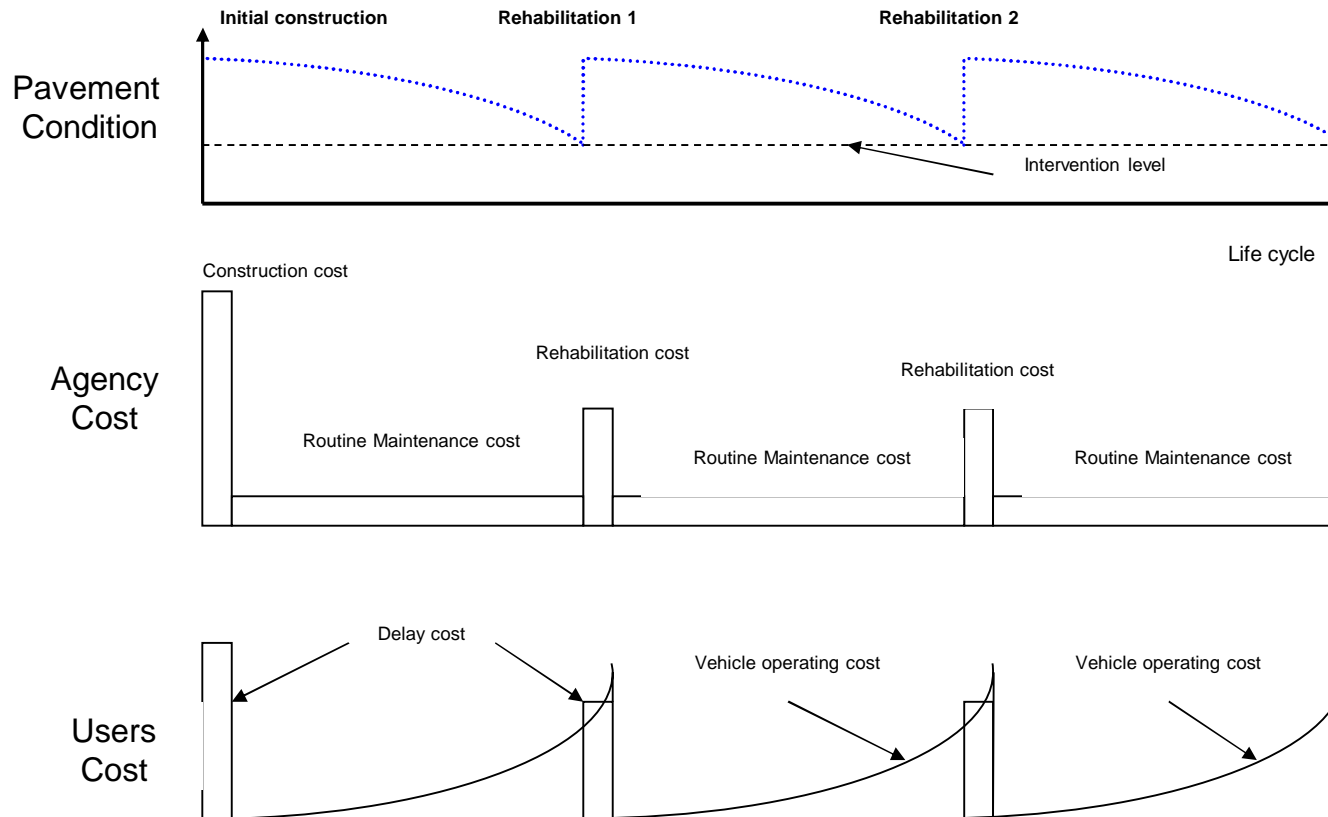 Initial construction
Rehabilitation 1
Rehabilitation 2
Pavement
Condition
Intervention level
Life cycle
Construction cost
Rehabilitation cost
Rehabilitation cost
Agency
Cost
Routine Maintenance cost
Routine Maintenance cost
Routine Maintenance cost
Delay cost
Vehicle operating cost
Vehicle operating cost
Users
Cost